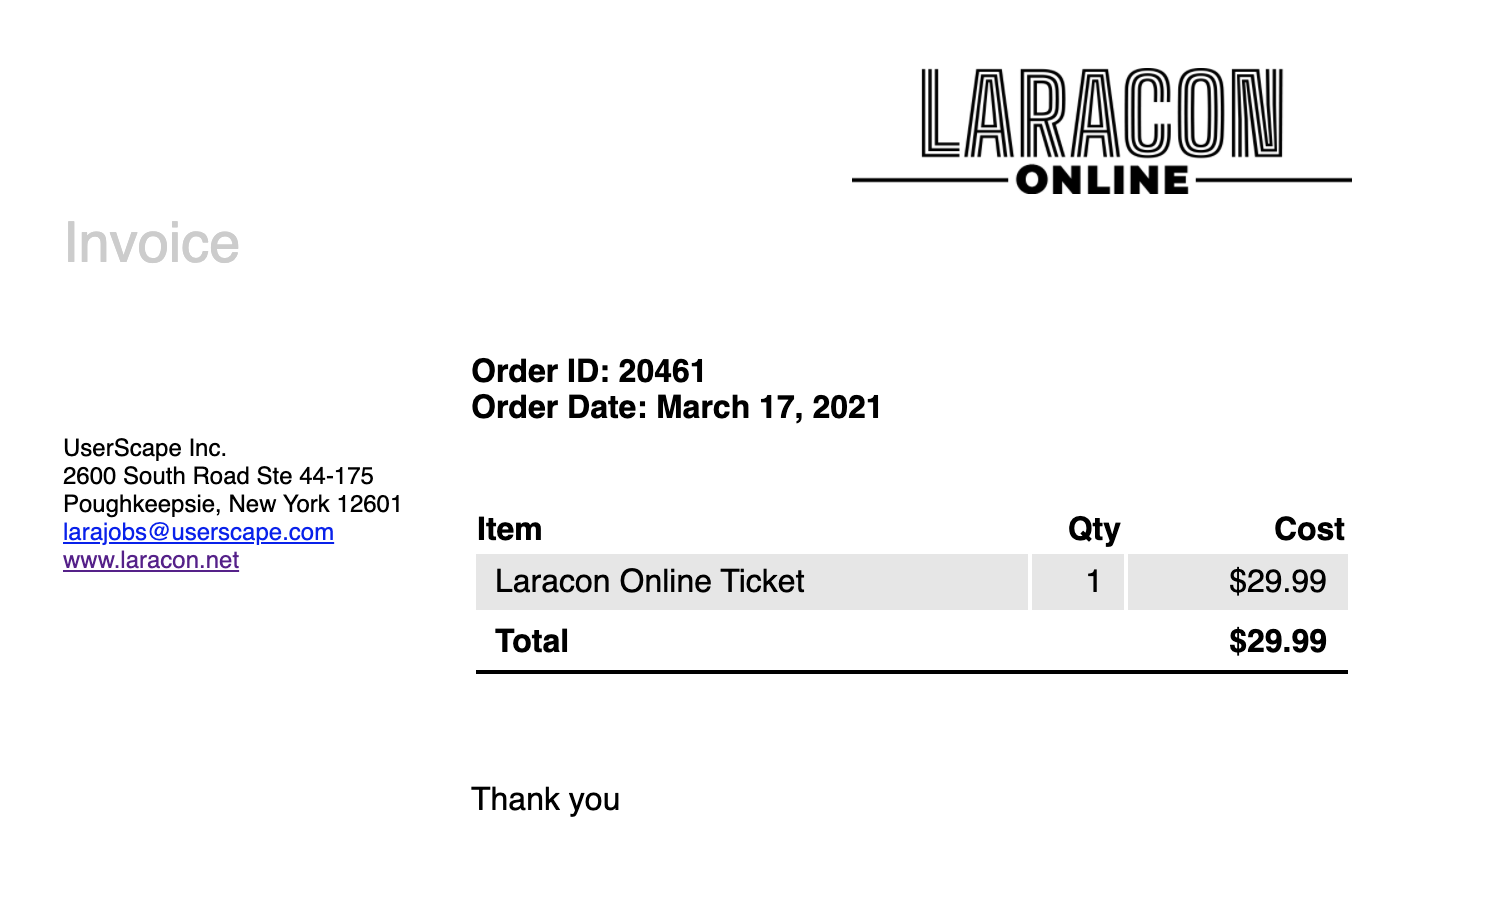 LARACON
ONLINE
Invoice
Order ID: 20461
Order Date: March 17, 2021
UserScape Inc.
2600 South Road Ste 44-175
Poughkeepsie, New York 12601
larajobs@userscape.com
www.laracon.net
Item Qty Cost
Laracon Online Ticket 1 $29.99
Total $29.99
Thank you